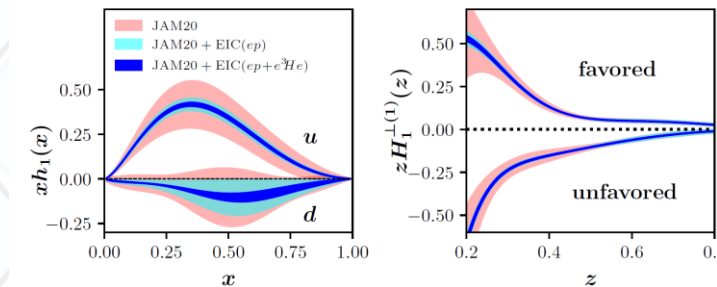 JAM20
JAM20 + EIC(ep)
JAM20 + EIC(ep+e³He)
0.50
0.25
0.00
−0.25
xh₁(x)
u
d
0.00
0.25
0.50
0.75
1.00
x
0.50
0.25
0.00
−0.25
−0.50
zH₁^⊥(1)(z)
favored
unfavored
0.2
0.4
0.6
0.
z